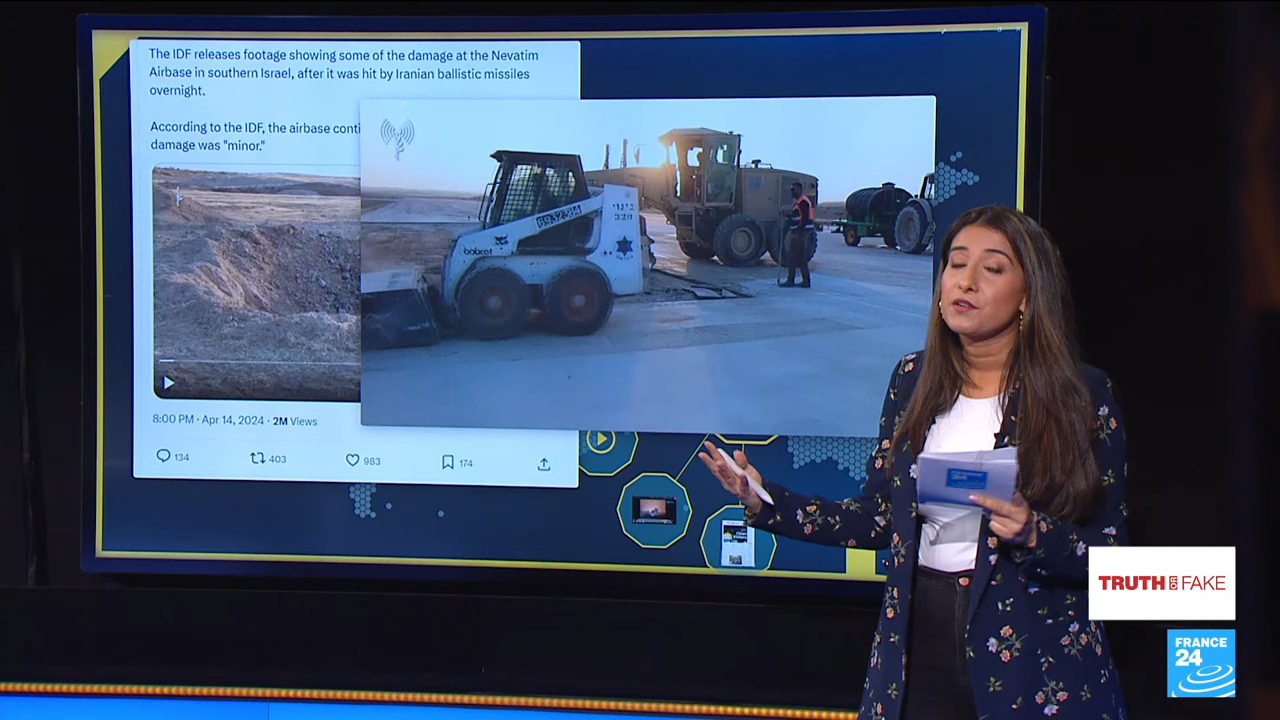 The IDF releases footage showing some of the damage at the Nevatim
Airbase in southern Israel, after it was hit by Iranian ballistic missiles
overnight.
According to the IDF, the airbase conti
damage was "minor."
bobcat
8:00 PM · Apr 14, 2024 · 2M Views
134
403
983
174
TRUTH OR FAKE
FRANCE
24